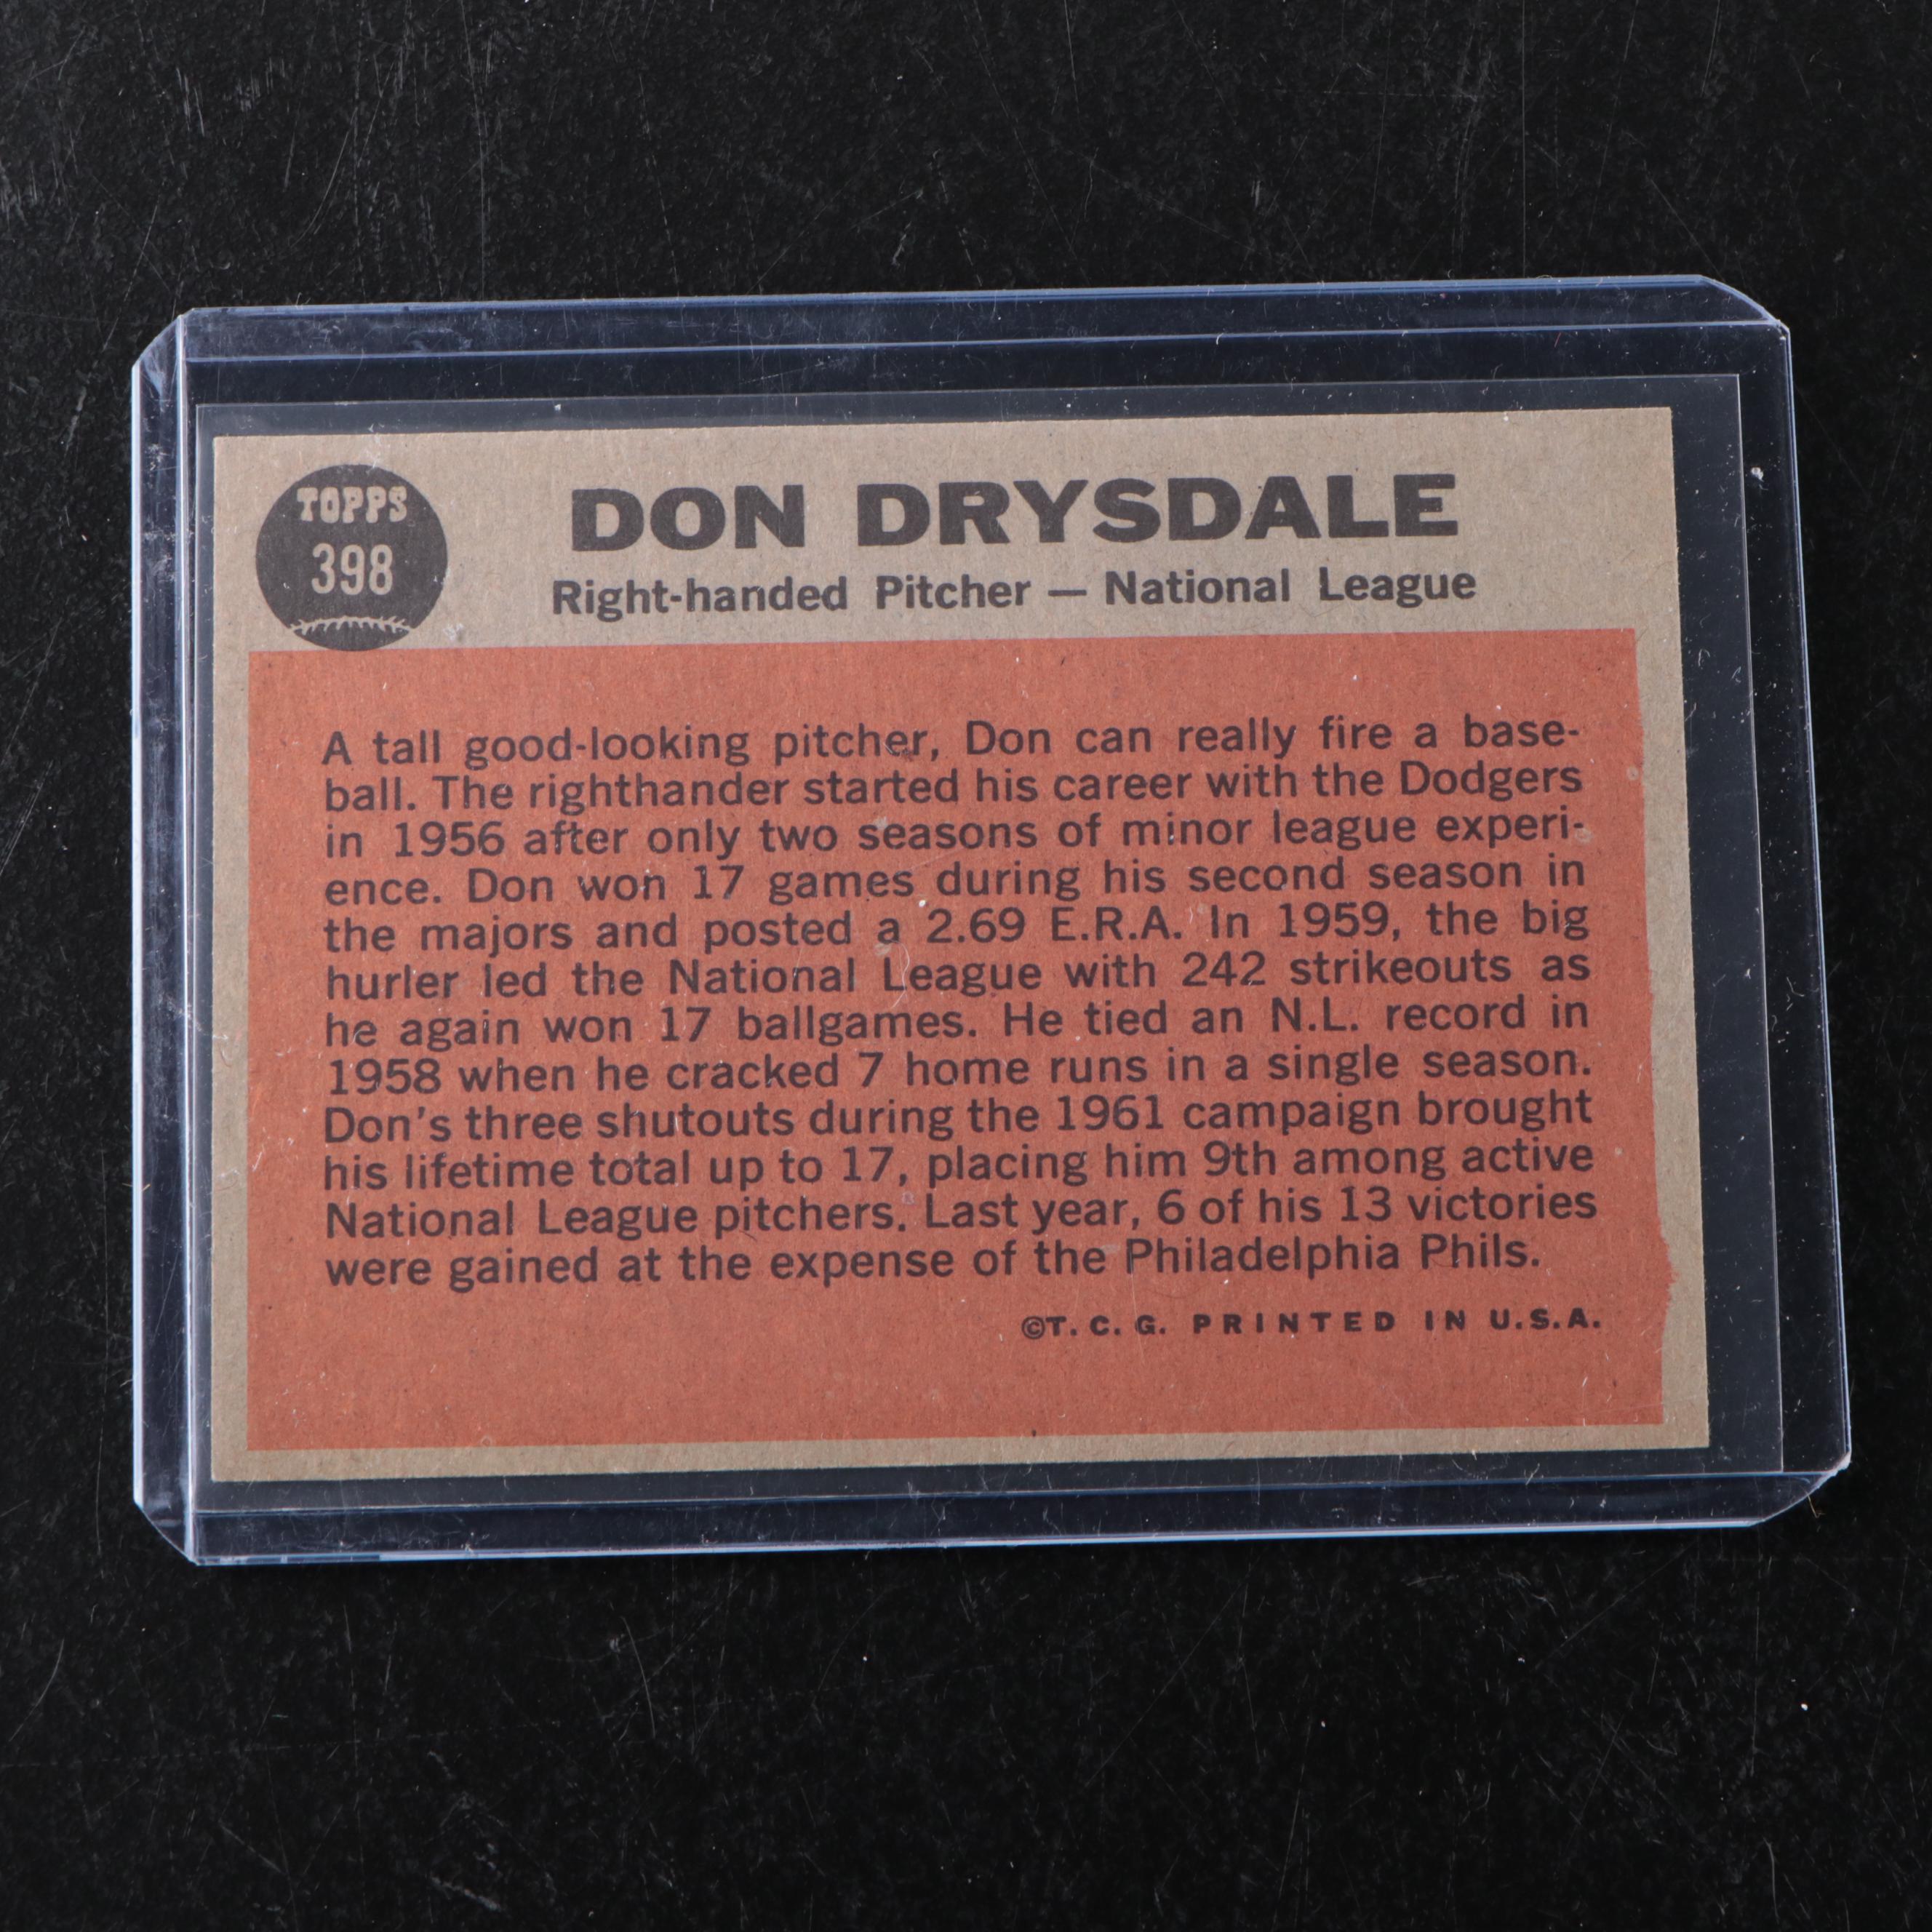 TOPPS
398
DON DRYSDALE
Right-handed Pitcher — National League
A tall good-looking pitcher, Don can really fire a base-
ball. The righthander started his career with the Dodgers
in 1956 after only two seasons of minor league experi-
ence. Don won 17 games during his second season in
the majors and posted a 2.69 E.R.A. In 1959, the big
hurler led the National League with 242 strikeouts as
he again won 17 ballgames. He tied an N.L. record in
1958 when he cracked 7 home runs in a single season.
Don's three shutouts during the 1961 campaign brought
his lifetime total up to 17, placing him 9th among active
National League pitchers. Last year, 6 of his 13 victories
were gained at the expense of the Philadelphia Phils.
©T. C. G. PRINTED IN U.S.A.